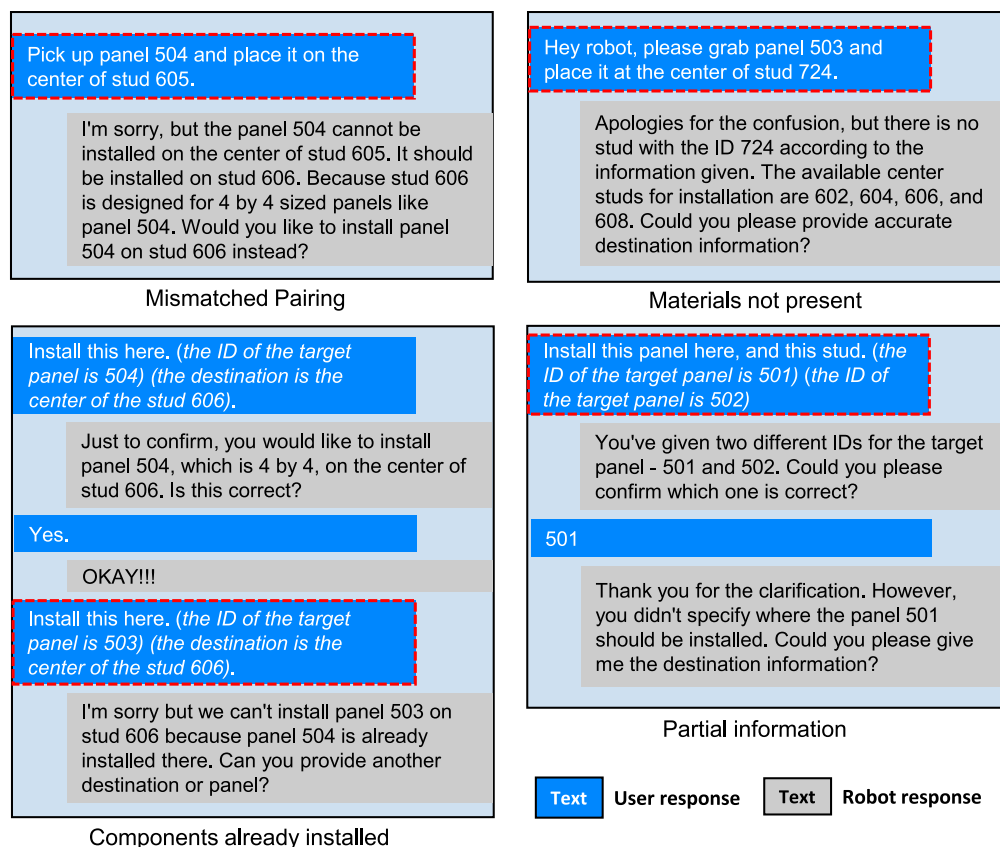 Pick up panel 504 and place it on the
center of stud 605.
I'm sorry, but the panel 504 cannot be
installed on the center of stud 605. It should
be installed on stud 606. Because stud 606
is designed for 4 by 4 sized panels like
panel 504. Would you like to install panel
504 on stud 606 instead?
Mismatched Pairing
Hey robot, please grab panel 503 and
place it at the center of stud 724.
Apologies for the confusion, but there is no
stud with the ID 724 according to the
information given. The available center
studs for installation are 602, 604, 606, and
608. Could you please provide accurate
destination information?
Materials not present
Install this here. (the ID of the target
panel is 504) (the destination is the
center of the stud 606).
Just to confirm, you would like to install
panel 504, which is 4 by 4, on the center of
stud 606. Is this correct?
Yes.
OKAY!!!
Install this here. (the ID of the target
panel is 503) (the destination is the
center of the stud 606).
I'm sorry but we can't install panel 503 on
stud 606 because panel 504 is already
installed there. Can you provide another
destination or panel?
Components already installed
Install this panel here, and this stud. (the
ID of the target panel is 501) (the ID of
the target panel is 502)
You've given two different IDs for the target
panel - 501 and 502. Could you please
confirm which one is correct?
501
Thank you for the clarification. However,
you didn't specify where the panel 501
should be installed. Could you please give
me the destination information?
Partial information
Text User response Text Robot response